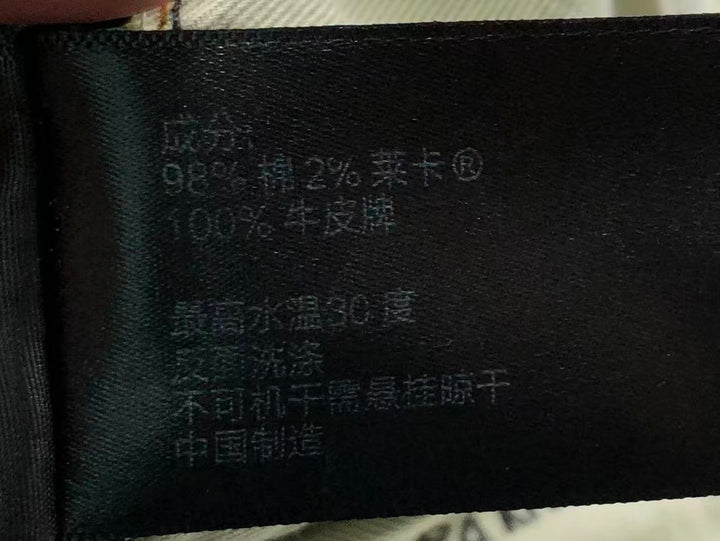 成分:
98% 棉 2% 莱卡®
100% 牛皮牌
最高水温30 度
反面洗涤
不可机干需悬挂晾干
中国制造